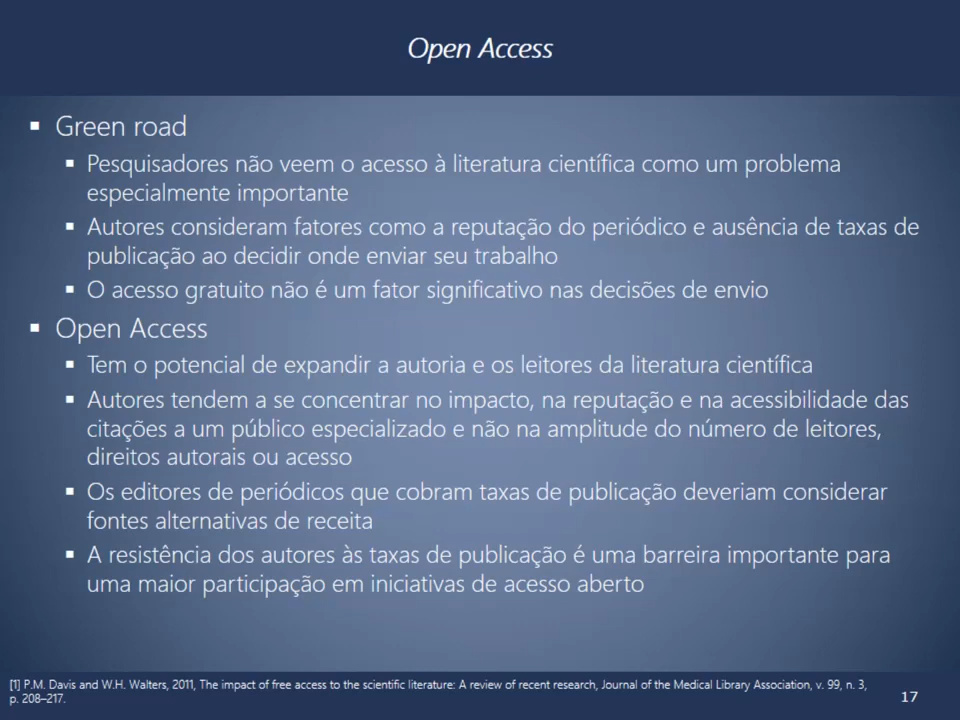 Open Access
▪ Green road
▪ Pesquisadores não veem o acesso à literatura científica como um problema
especialmente importante
▪ Autores consideram fatores como a reputação do periódico e ausência de taxas de
publicação ao decidir onde enviar seu trabalho
▪ O acesso gratuito não é um fator significativo nas decisões de envio
▪ Open Access
▪ Tem o potencial de expandir a autoria e os leitores da literatura científica
▪ Autores tendem a se concentrar no impacto, na reputação e na acessibilidade das
citações a um público especializado e não na amplitude do número de leitores,
direitos autorais ou acesso
▪ Os editores de periódicos que cobram taxas de publicação deveriam considerar
fontes alternativas de receita
▪ A resistência dos autores às taxas de publicação é uma barreira importante para
uma maior participação em iniciativas de acesso aberto
[1] P.M. Davis and W.H. Walters, 2011, The impact of free access to the scientific literature: A review of recent research, Journal of the Medical Library Association, v. 99, n. 3,
p. 208–217.
17